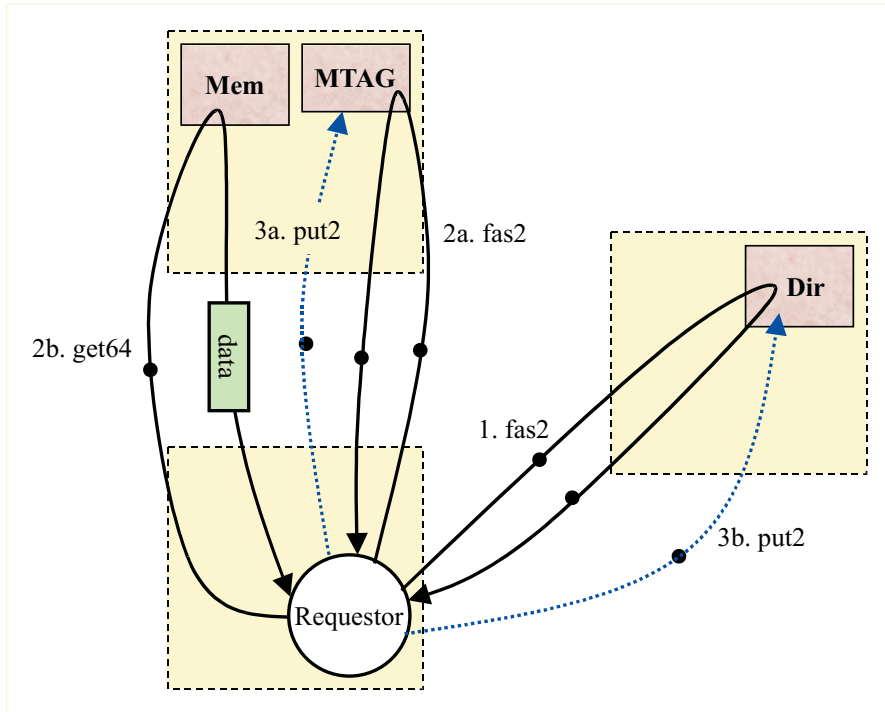 Mem
MTAG
3a. put2
2a. fas2
Dir
2b. get64
data
1. fas2
3b. put2
Requestor